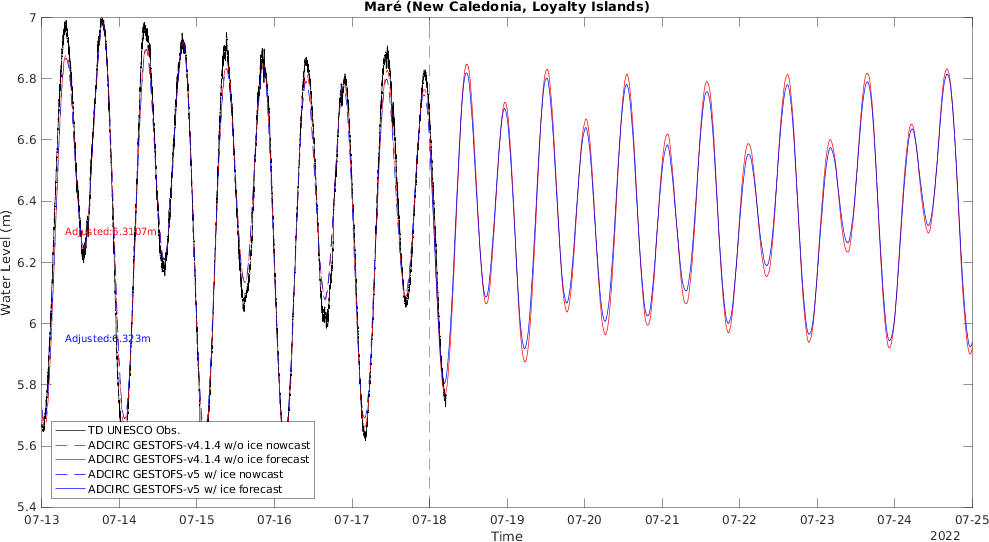 Maré (New Caledonia, Loyalty Islands)
7
6.8
6.6
6.4
6.2
6
5.8
5.6
5.4
Water Level (m)
Adjusted:6.3107m
Adjusted:6.323m
TD UNESCO Obs.
ADCIRC GESTOFS-v4.1.4 w/o ice nowcast
ADCIRC GESTOFS-v4.1.4 w/o ice forecast
ADCIRC GESTOFS-v5 w/ ice nowcast
ADCIRC GESTOFS-v5 w/ ice forecast
07-13 07-14 07-15 07-16 07-17 07-18 07-19 07-20 07-21 07-22 07-23 07-24 07-25
Time
2022